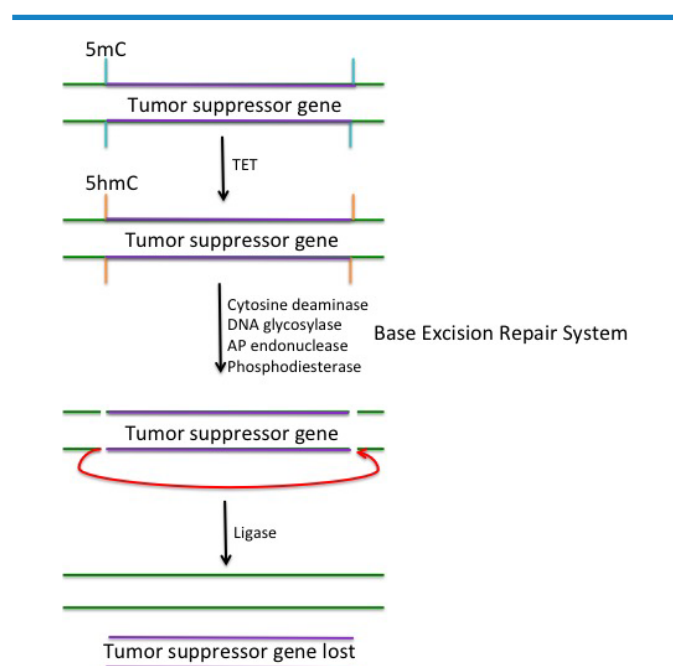 5mC
Tumor suppressor gene
TET
5hmC
Tumor suppressor gene
Cytosine deaminase
DNA glycosylase
AP endonuclease
Phosphodiesterase
Base Excision Repair System
Tumor suppressor gene
Ligase
Tumor suppressor gene lost